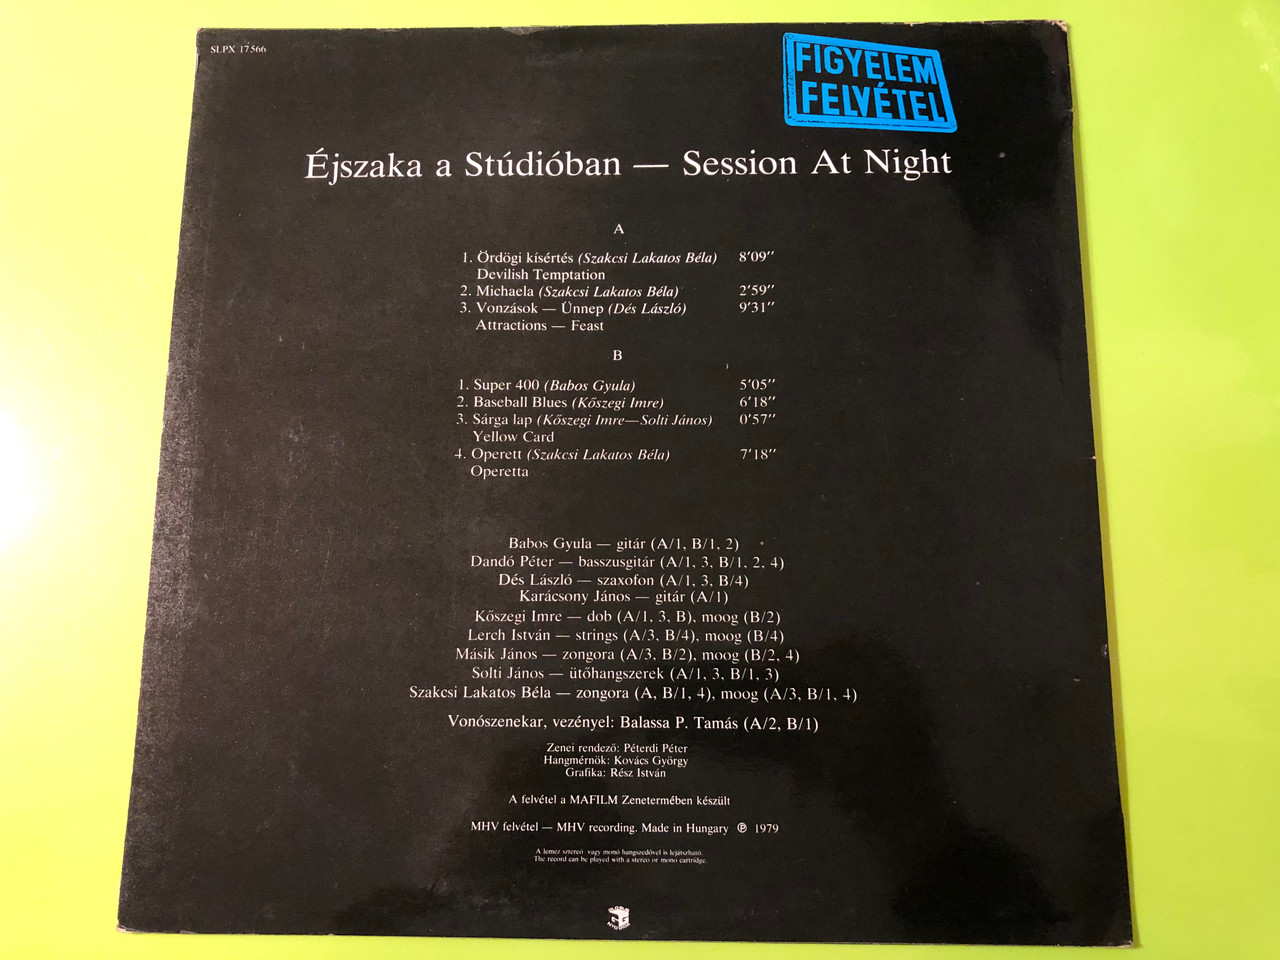 SLPX 17566
FIGYELEM
FELVÉTEL
Éjszaka a Stúdióban — Session At Night
A
1. Ördögi kísértés (Szakcsi Lakatos Béla) 8'09''
Devilish Temptation
2. Michaela (Szakcsi Lakatos Béla) 2'59''
3. Vonzások — Ünnep (Dés László) 9'31''
Attractions — Feast
B
1. Super 400 (Babos Gyula) 5'05''
2. Baseball Blues (Kőszegi Imre) 6'18''
3. Sárga lap (Kőszegi Imre—Solti János) 0'57''
Yellow Card
4. Operett (Szakcsi Lakatos Béla) 7'18''
Operetta
Babos Gyula — gitár (A/1, B/1, 2)
Dandó Péter — basszusgitár (A/1, 3, B/1, 2, 4)
Dés László — szaxofon (A/1, 3, B/4)
Karácsony János — gitár (A/1)
Kőszegi Imre — dob (A/1, 3, B), moog (B/2)
Lerch István — strings (A/3, B/4), moog (B/4)
Másik János — zongora (A/3, B/2), moog (B/2, 4)
Solti János — ütőhangszerek (A/1, 3, B/1, 3)
Szakcsi Lakatos Béla — zongora (A, B/1, 4), moog (A/3, B/1, 4)
Vonószenekar, vezényel: Balassa P. Tamás (A/2, B/1)
Zenei rendező: Péterdi Péter
Hangmérnök: Kovács György
Grafika: Rész István
A felvétel a MAFILM Zenetermében készült
MHV felvétel — MHV recording. Made in Hungary ℗ 1979
A lemez sztereó vagy monó hangszedővel is lejátszható.
The record can be played with a stereo or mono cartridge.